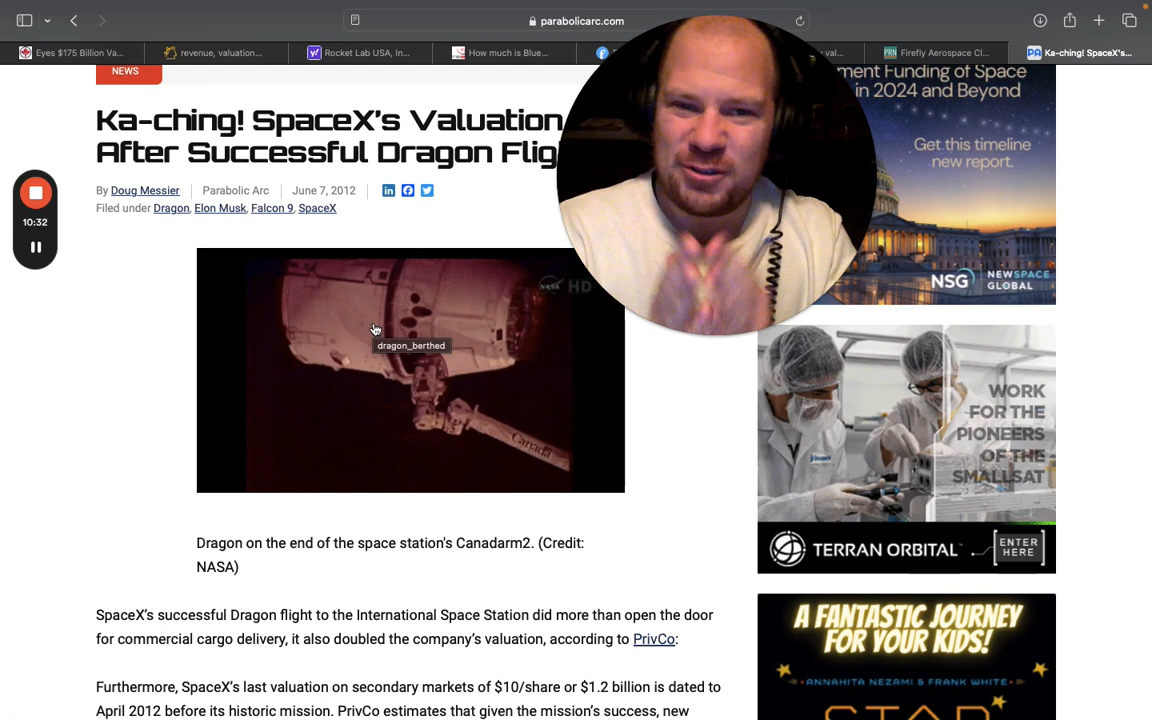 parabolicarc.com
Eyes $175 Billion Va...
revenue, valuation...
Rocket Lab USA, In...
How much is Blue...
val...
Firefly Aerospace Cl...
Ka-ching! SpaceX's...
NEWS
Ka-ching! SpaceX's Valuation
After Successful Dragon
By Doug Messier
Parabolic Arc
June 7, 2012
Filed under Dragon, Elon Musk, Falcon 9, SpaceX
10:32
NASA HD
dragon_berthed
Canada
Dragon on the end of the space station's Canadarm2. (Credit:
NASA)
SpaceX's successful Dragon flight to the International Space Station did more than open the door
for commercial cargo delivery, it also doubled the company's valuation, according to PrivCo:
Furthermore, SpaceX's last valuation on secondary markets of $10/share or $1.2 billion is dated to
April 2012 before its historic mission. PrivCo estimates that given the mission's success, new
Funding of Space
in 2024 and Beyond
Get this timeline
new report.
NSG
NEWSPACE
GLOBAL
WORK
FOR THE
PIONEERS
OF THE
SMALLSAT
TERRAN ORBITAL
ENTER
HERE
A FANTASTIC JOURNEY
FOR YOUR KIDS!
ANNAHITA NEZAMI & FRANK WHITE
STAR